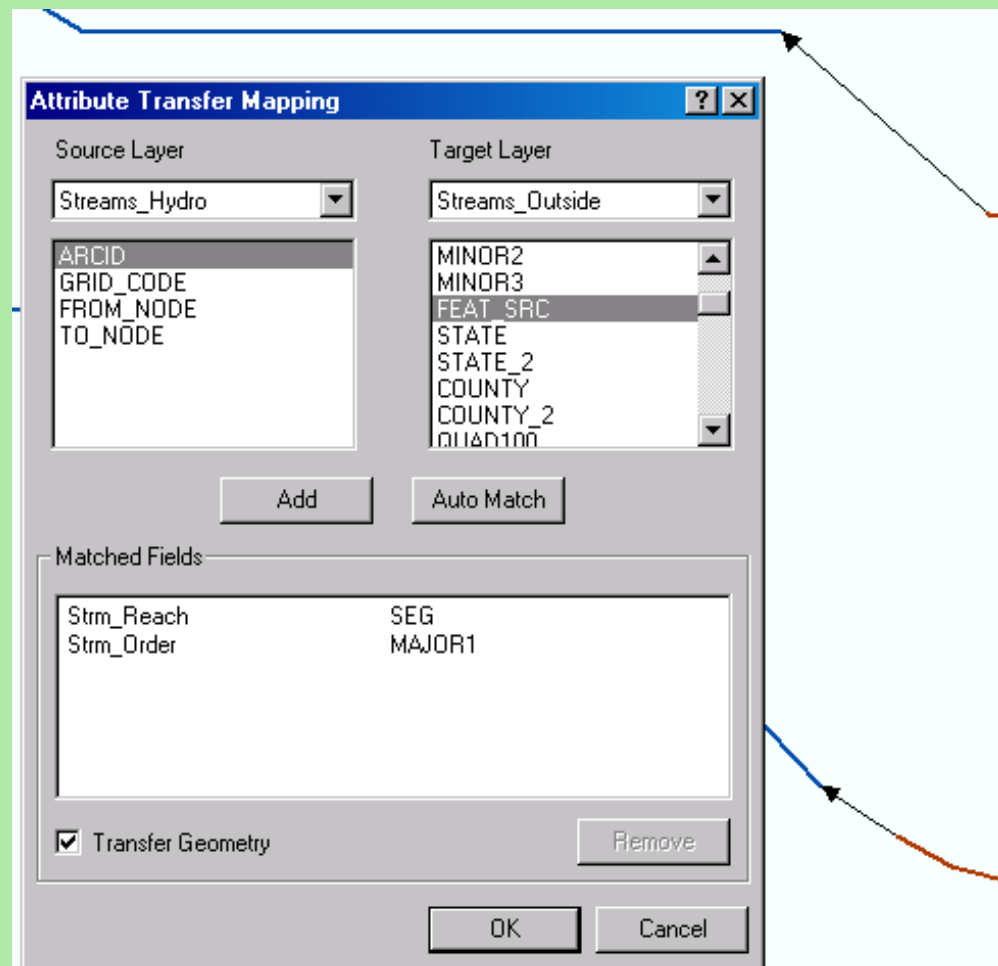 Attribute Transfer Mapping
Source Layer
Target Layer
Streams_Hydro
Streams_Outside
ARCID
GRID_CODE
FROM_NODE
TO_NODE
MINOR2
MINOR3
FEAT_SRC
STATE
STATE_2
COUNTY
COUNTY_2
QUAD100
Add
Auto Match
Matched Fields
Strm_Reach SEG
Strm_Order MAJOR1
Transfer Geometry
Remove
OK
Cancel